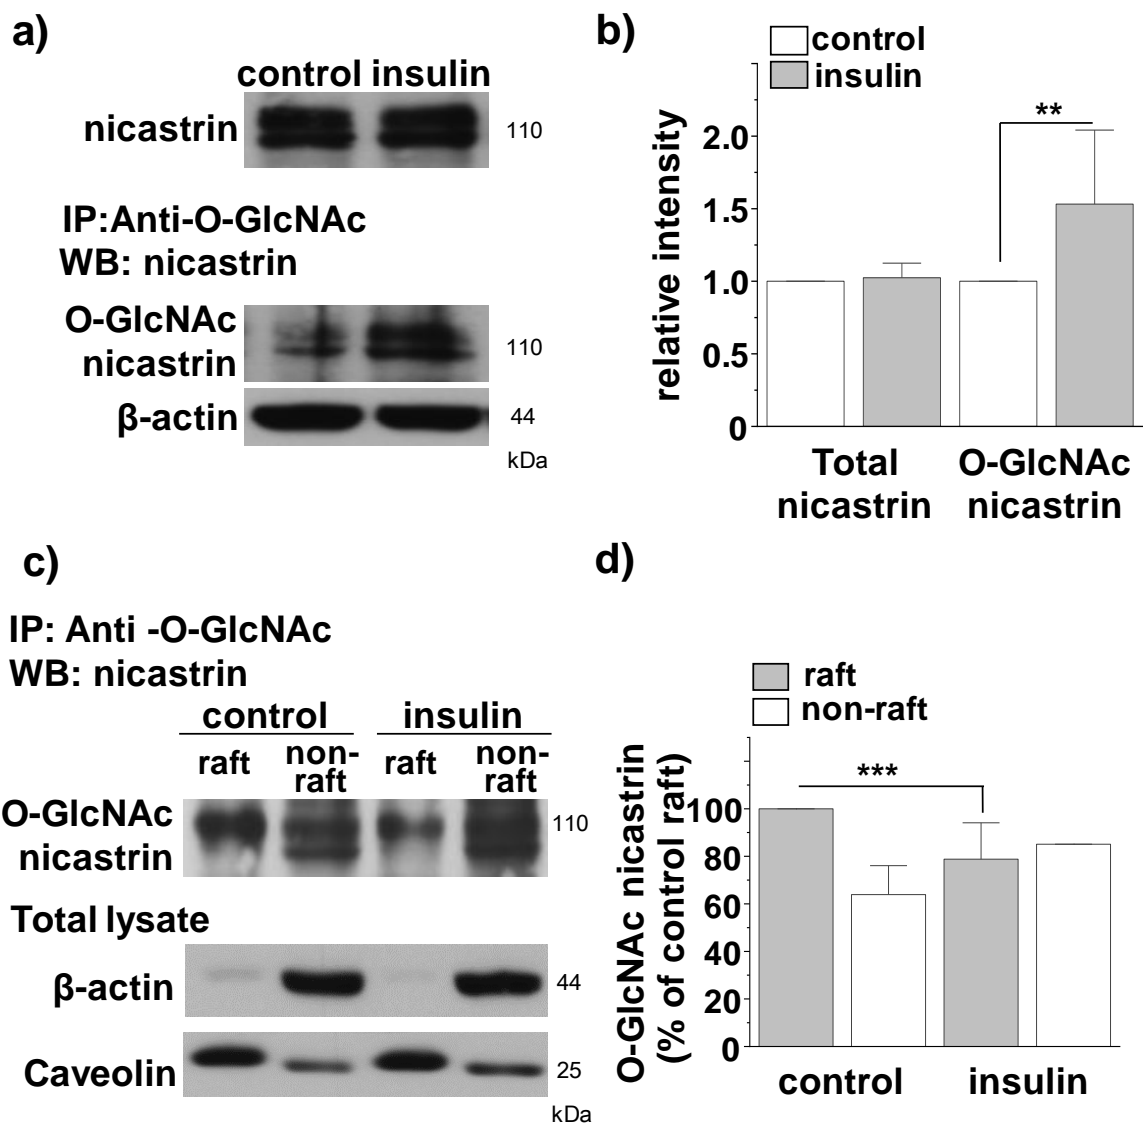 a)
control insulin
nicastrin
110
IP:Anti-O-GlcNAc
WB: nicastrin
O-GlcNAc
nicastrin
110
β-actin
44
kDa
b)
control
insulin
relative intensity
2.0
1.5
1.0
0.5
0
**
Total
nicastrin
O-GlcNAc
nicastrin
c)
IP: Anti -O-GlcNAc
WB: nicastrin
control
insulin
raft
non-
raft
raft
non-
raft
O-GlcNAc
nicastrin
110
Total lysate
β-actin
44
Caveolin
25
kDa
d)
raft
non-raft
O-GlcNAc nicastrin
(% of control raft)
100
80
60
40
20
0
***
control
insulin